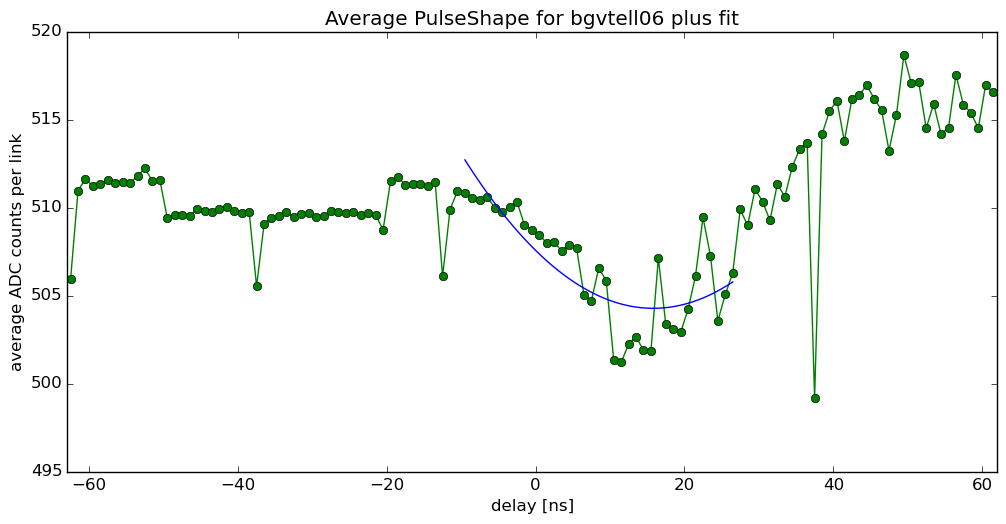 Average PulseShape for bgvtell06 plus fit
520
515
510
505
500
495
average ADC counts per link
−60 −40 −20 0 20 40 60
delay [ns]